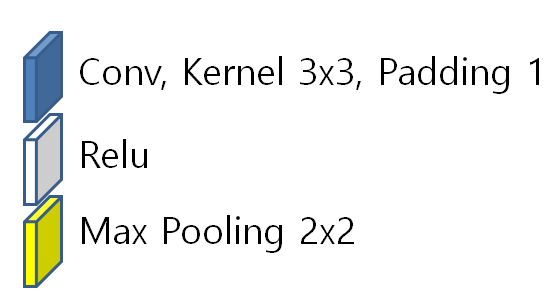 Conv, Kernel 3x3, Padding 1
Relu
Max Pooling 2x2